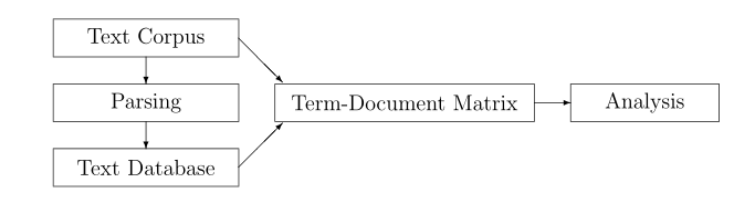 Text Corpus
Parsing
Term-Document Matrix
Analysis
Text Database